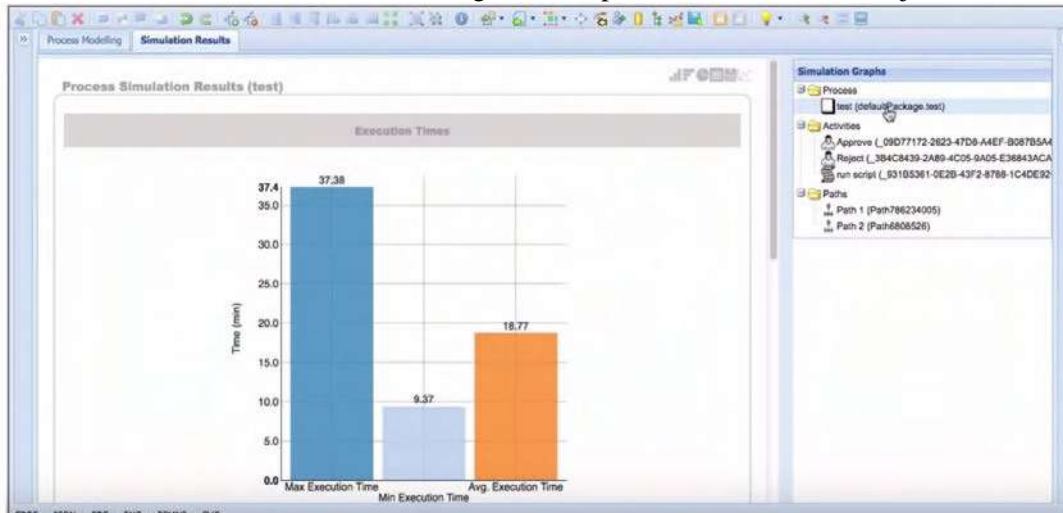 Process Modelling
Simulation Results
Process Simulation Results (test)
Execution Times
37.4
35.0
30.0
25.0
20.0
15.0
10.0
5.0
0.0
Time (min)
37.38
9.37
18.77
Max Execution Time
Min Execution Time
Avg. Execution Time
Simulation Graphs
Process
test (defaultPackage.test)
Activities
Approve (_09D77172-2623-47D8-A4EF-B087B5A4
Reject (_3B4C8439-2A89-4C05-9A05-E36843ACA
run script (_931B5361-0E2B-43F2-8788-1C4DE92
Paths
Path 1 (Path786234005)
Path 2 (Path6808526)